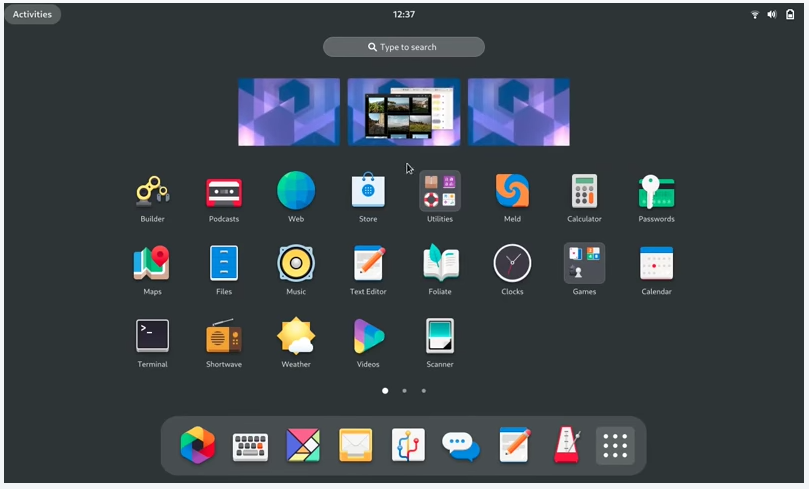 Activities
12:37
Type to search
Builder
Podcasts
Web
Store
Utilities
Meld
Calculator
Passwords
Maps
Files
Music
Text Editor
Foliate
Clocks
Games
Calendar
>_
Terminal
Shortwave
Weather
Videos
Scanner